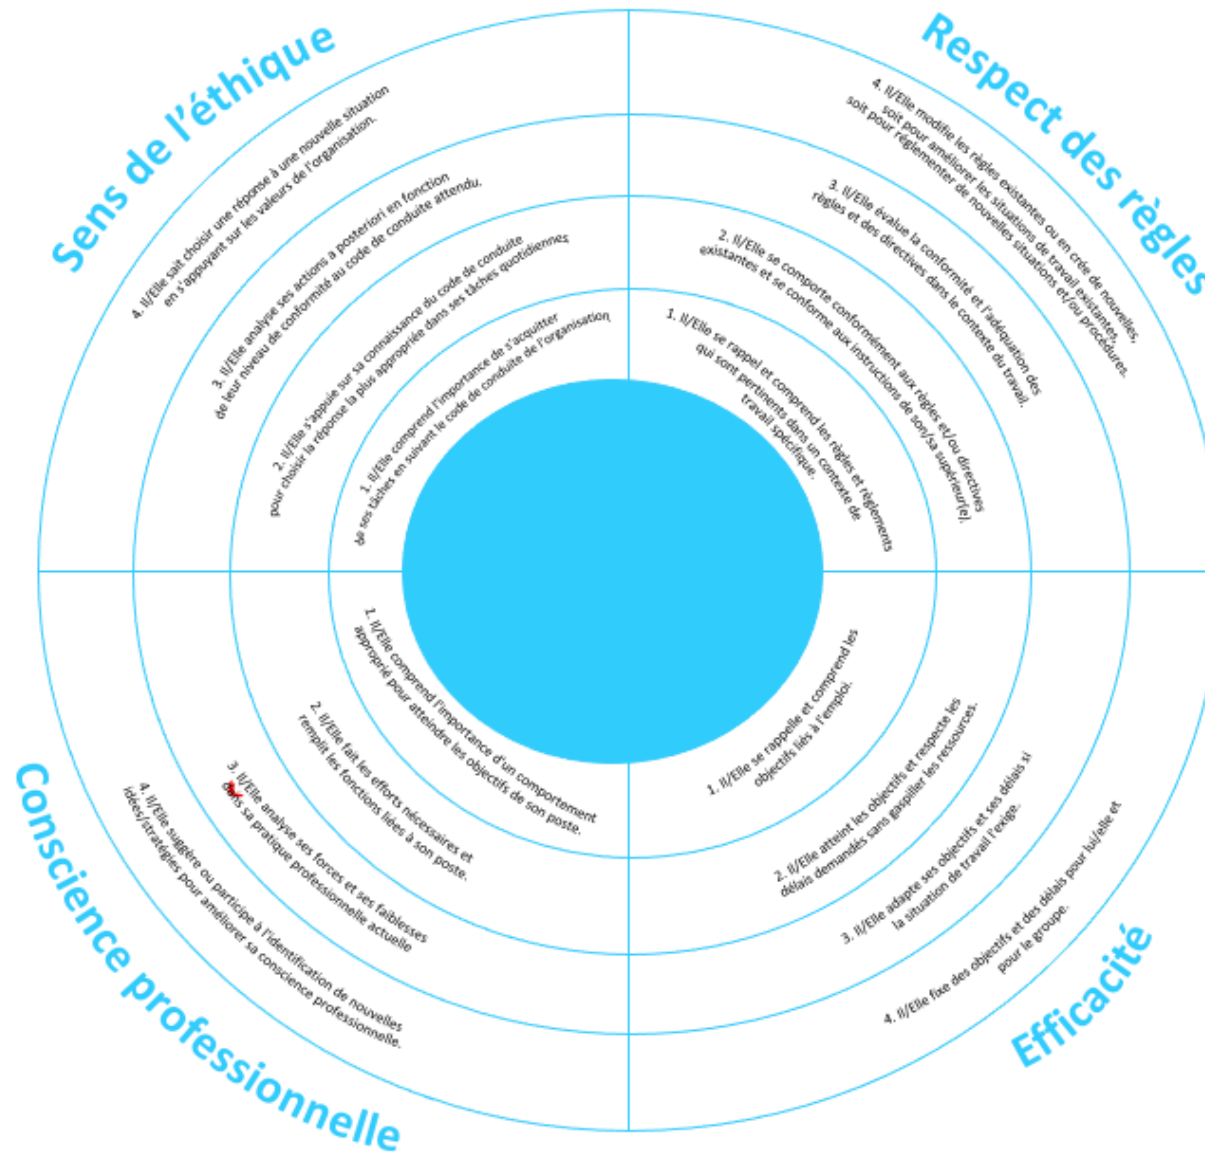 Sens de l'éthique
4. Il/Elle sait choisir une réponse à une nouvelle situation
en s'appuyant sur les valeurs de l'organisation.
3. Il/Elle analyse ses actions a posteriori en fonction
de leur niveau de conformité au code de conduite attendu.
2. Il/Elle s'appuie sur sa connaissance du code de conduite
pour choisir la réponse la plus appropriée dans ses tâches quotidiennes
1. Il/Elle comprend l'importance de s'acquitter
de ses tâches en suivant le code de conduite de l'organisation
Respect des règles
4. Il/Elle modifie les règles existantes ou en crée de nouvelles,
soit pour améliorer les situations de travail existantes,
soit pour réglementer de nouvelles situations et/ou procédures.
3. Il/Elle évalue la conformité et l'adéquation des
règles et des directives dans le contexte du travail.
2. Il/Elle se comporte conformément aux règles et/ou directives
existantes et se conforme aux instructions de son/sa supérieur(e).
1. Il/Elle se rappel et comprend les règles et règlements
qui sont pertinents dans un contexte de
travail spécifique.
Conscience professionnelle
1. Il/Elle comprend l'importance d'un comportement
approprié pour atteindre les objectifs de son poste.
2. Il/Elle fait les efforts nécessaires et
remplit les fonctions liées à son poste.
3. Il/Elle analyse ses forces et ses faiblesses
dans sa pratique professionnelle actuelle
4. Il/Elle suggère ou participe à l'identification de nouvelles
idées/stratégies pour améliorer sa conscience professionnelle.
Efficacité
1. Il/Elle se rappelle et comprend les
objectifs liés à l'emploi.
2. Il/Elle atteint les objectifs et respecte les
délais demandés sans gaspiller les ressources.
3. Il/Elle adapte ses objectifs et ses délais si
la situation de travail l'exige.
4. Il/Elle fixe des objectifs et des délais pour lui/elle et
pour le groupe.